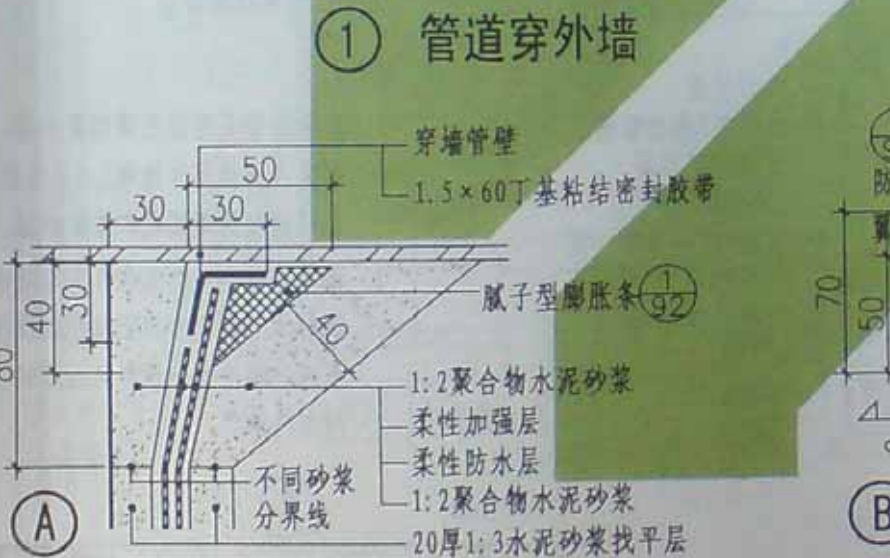 ① 管道穿外墙
穿墙管壁
50
1.5×60丁基粘结密封胶带
30 30
腻子型膨胀条 1/92
40
30
40
1:2聚合物水泥砂浆
柔性加强层
柔性防水层
1:2聚合物水泥砂浆
不同砂浆
分界线
20厚1:3水泥砂浆找平层
A
防
70
50
B